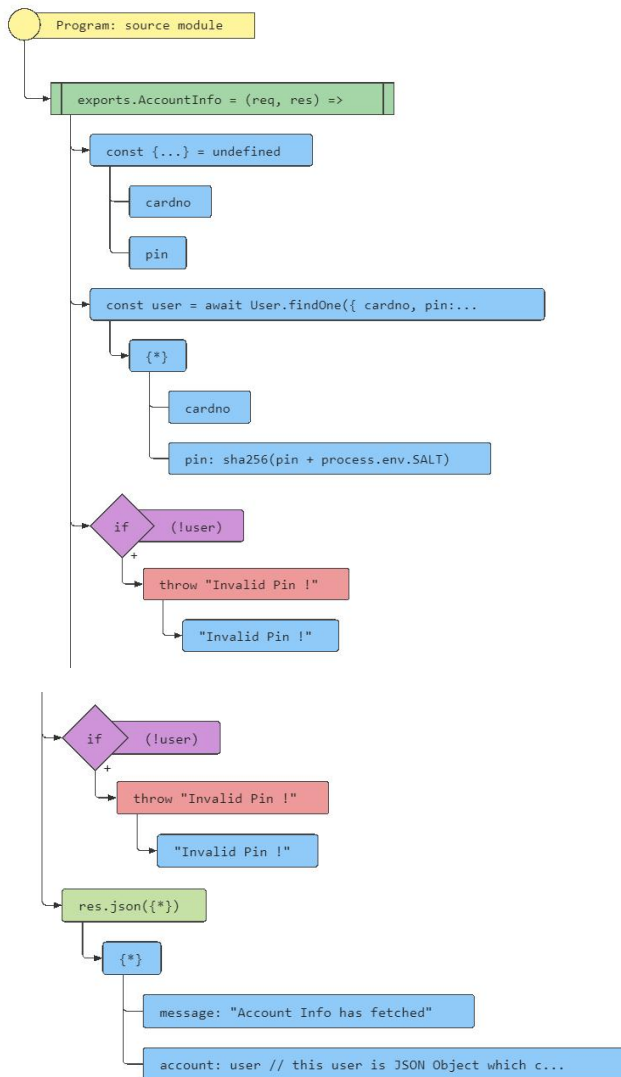 Program: source module
exports.AccountInfo = (req, res) =>
const {...} = undefined
cardno
pin
const user = await User.findOne({ cardno, pin:...
{*}
cardno
pin: sha256(pin + process.env.SALT)
if (!user)
+
throw "Invalid Pin !"
"Invalid Pin !"
if (!user)
+
throw "Invalid Pin !"
"Invalid Pin !"
res.json({*})
{*}
message: "Account Info has fetched"
account: user // this user is JSON Object which c...